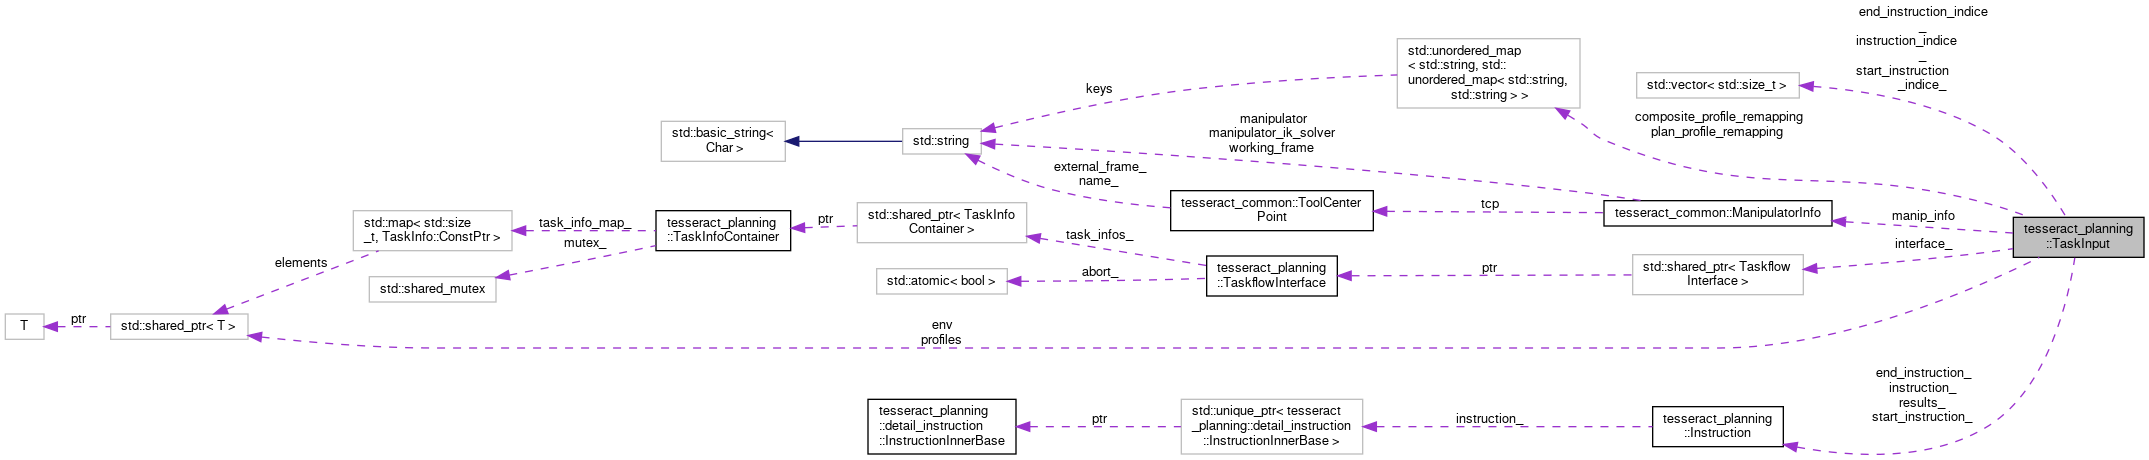 end_instruction_indice
_
instruction_indice
_
start_instruction
_indice_
std::unordered_map
< std::string, std::
unordered_map< std::string,
std::string > >
std::vector< std::size_t >
keys
composite_profile_remapping
plan_profile_remapping
manipulator
manipulator_ik_solver
working_frame
std::basic_string<
Char >
std::string
external_frame_
name_
tesseract_common::ToolCenter
Point
tcp
tesseract_common::ManipulatorInfo
manip_info
tesseract_planning
::TaskInput
std::map< std::size
_t, TaskInfo::ConstPtr >
task_info_map_
mutex_
tesseract_planning
::TaskInfoContainer
ptr
std::shared_ptr< TaskInfo
Container >
task_infos_
interface_
elements
std::shared_mutex
std::atomic< bool >
abort_
tesseract_planning
::TaskflowInterface
ptr
std::shared_ptr< Taskflow
Interface >
T
ptr
std::shared_ptr< T >
env
profiles
end_instruction_
instruction_
results_
start_instruction_
tesseract_planning
::detail_instruction
::InstructionInnerBase
ptr
std::unique_ptr< tesseract
_planning::detail_instruction
::InstructionInnerBase >
instruction_
tesseract_planning
::Instruction